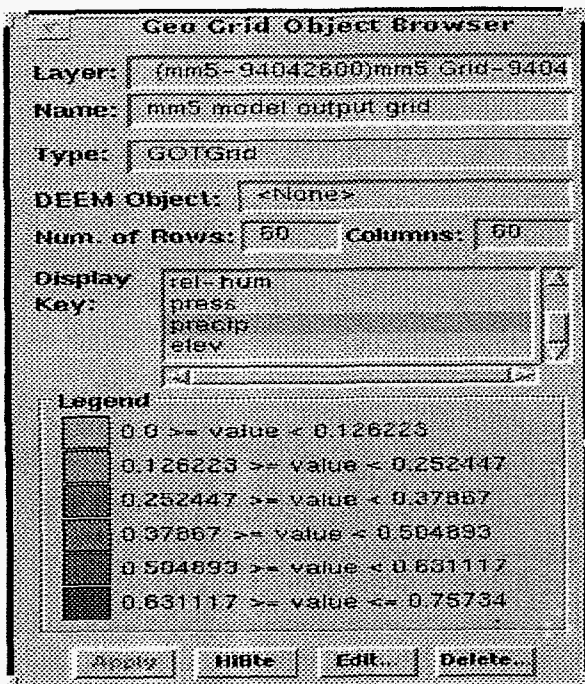 Geo Grid Object Browser
Layer: (mm5-94042600)mm5 Grid-9404
Name: mm5 model output grid
Type: GOTGrid
DEEM Object: <None>
Num. of Rows: 60 Columns: 60
Display Key:
rel-hum
press
precip
elev
Legend
0.0 >= value < 0.126223
0.126223 >= value < 0.252447
0.252447 >= value < 0.37867
0.37867 >= value < 0.504893
0.504893 >= value < 0.631117
0.631117 >= value <= 0.75734
Apply HiBte Edit... Delete...